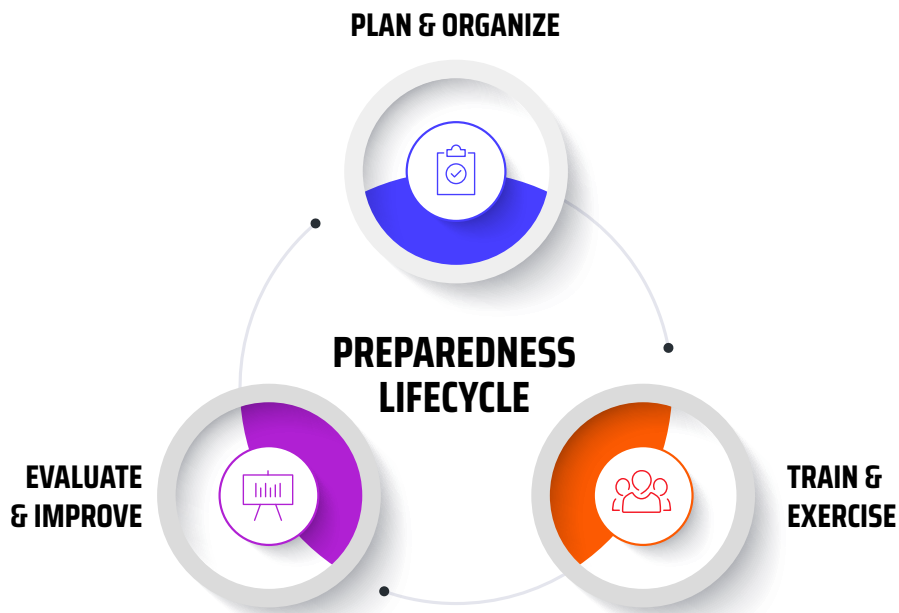 PLAN & ORGANIZE
PREPAREDNESS
LIFECYCLE
EVALUATE
& IMPROVE
TRAIN &
EXERCISE